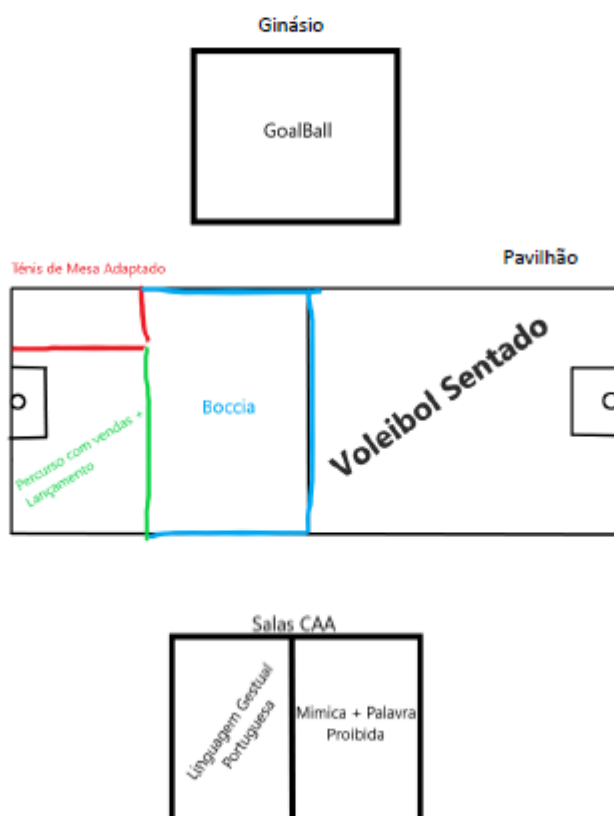 Ginásio
GoalBall
Pavilhão
Ténis de Mesa Adaptado
Boccia
Voleibol Sentado
Percurso com vendas +
Lançamento
Salas CAA
Linguagem Gestual
Portuguesa
Mimica + Palavra
Proibida